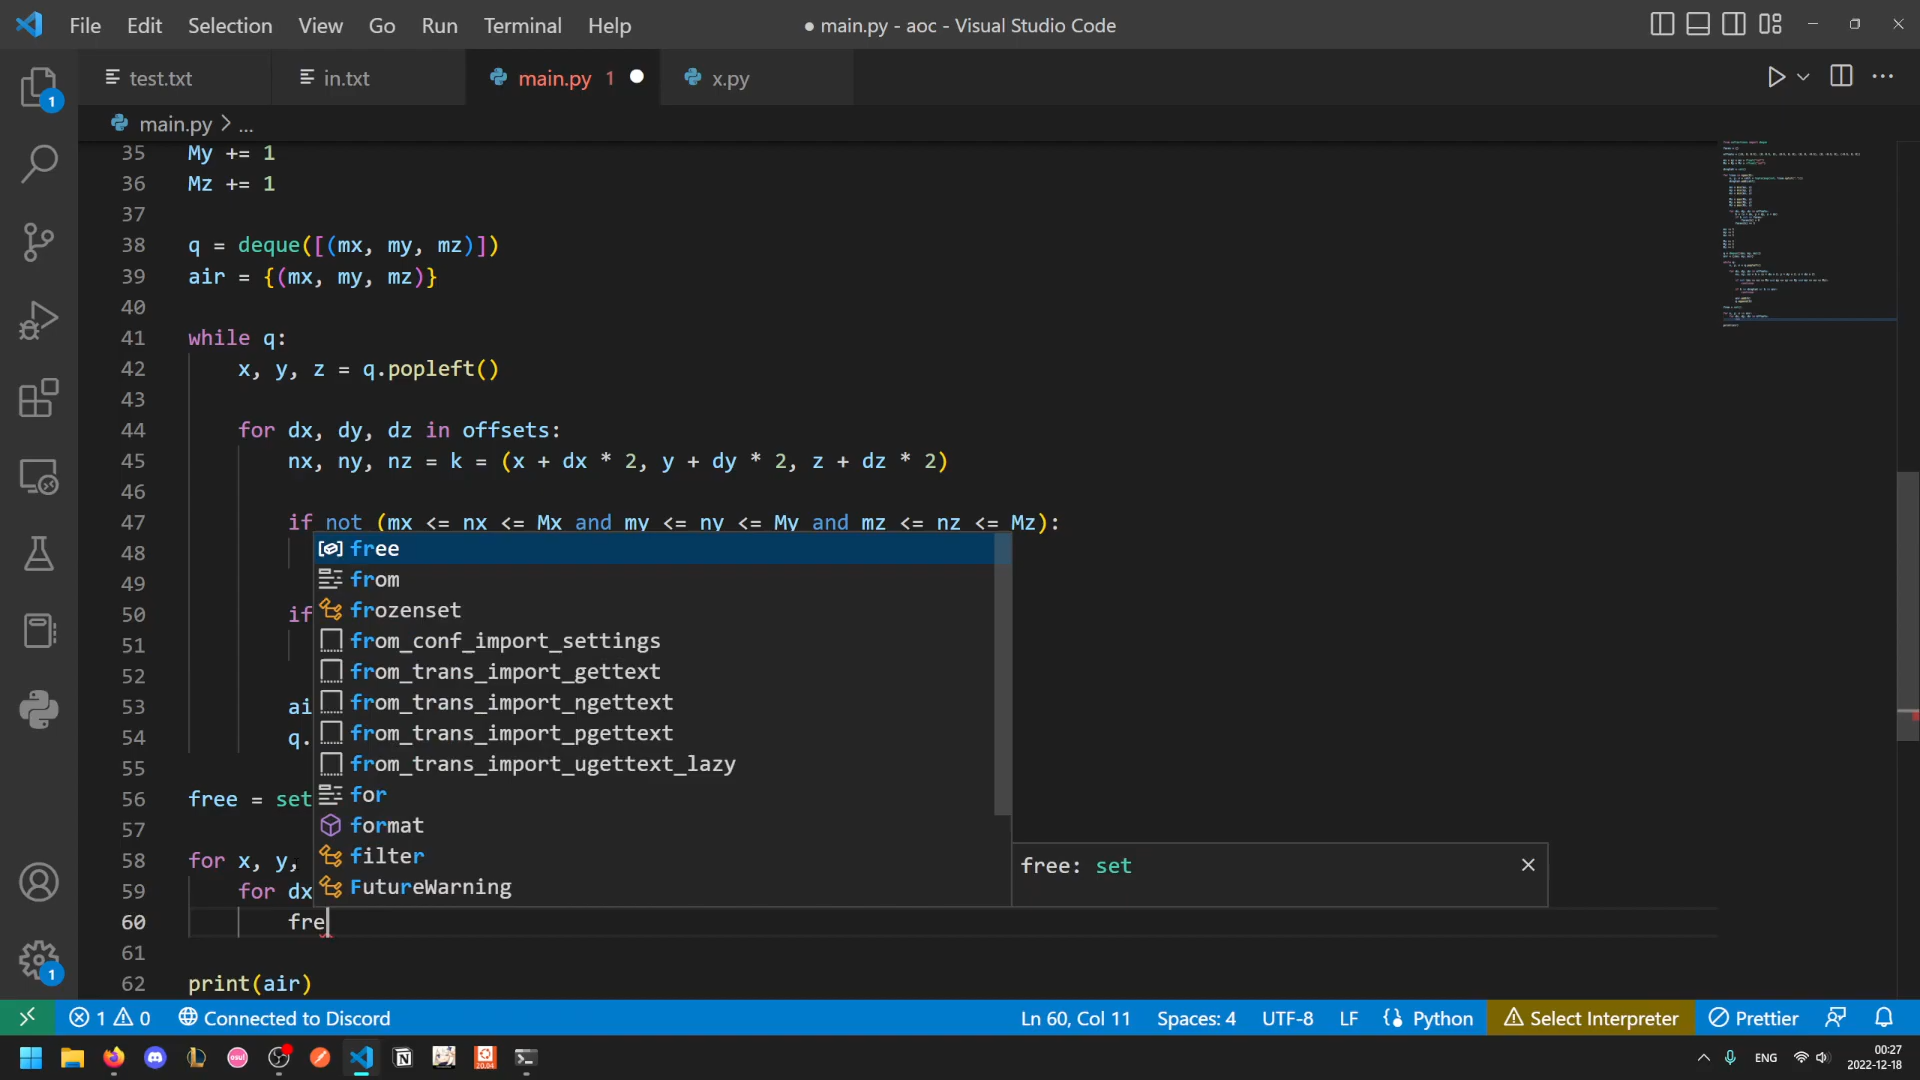 File Edit Selection View Go Run Terminal Help
● main.py - aoc - Visual Studio Code
test.txt
in.txt
main.py 1
x.py
1
main.py > ...
35 My += 1
36 Mz += 1
37
38 q = deque([(mx, my, mz)])
39 air = {(mx, my, mz)}
40
41 while q:
42 x, y, z = q.popleft()
43
44 for dx, dy, dz in offsets:
45 nx, ny, nz = k = (x + dx * 2, y + dy * 2, z + dz * 2)
46
47 if not (mx <= nx <= Mx and my <= ny <= My and mz <= nz <= Mz):
48
49
50 if
51
52
53 ai
54 q.
55
56 free = set
57
58 for x, y,
59 for dx
60 fre
61
62 print(air)
free
from
frozenset
from_conf_import_settings
from_trans_import_gettext
from_trans_import_ngettext
from_trans_import_pgettext
from_trans_import_ugettext_lazy
for
format
filter
FutureWarning
free: set
1
1 0 Connected to Discord
Ln 60, Col 11 Spaces: 4 UTF-8 LF Python Select Interpreter Prettier
osu!
20.04
ENG
00:27
2022-12-18